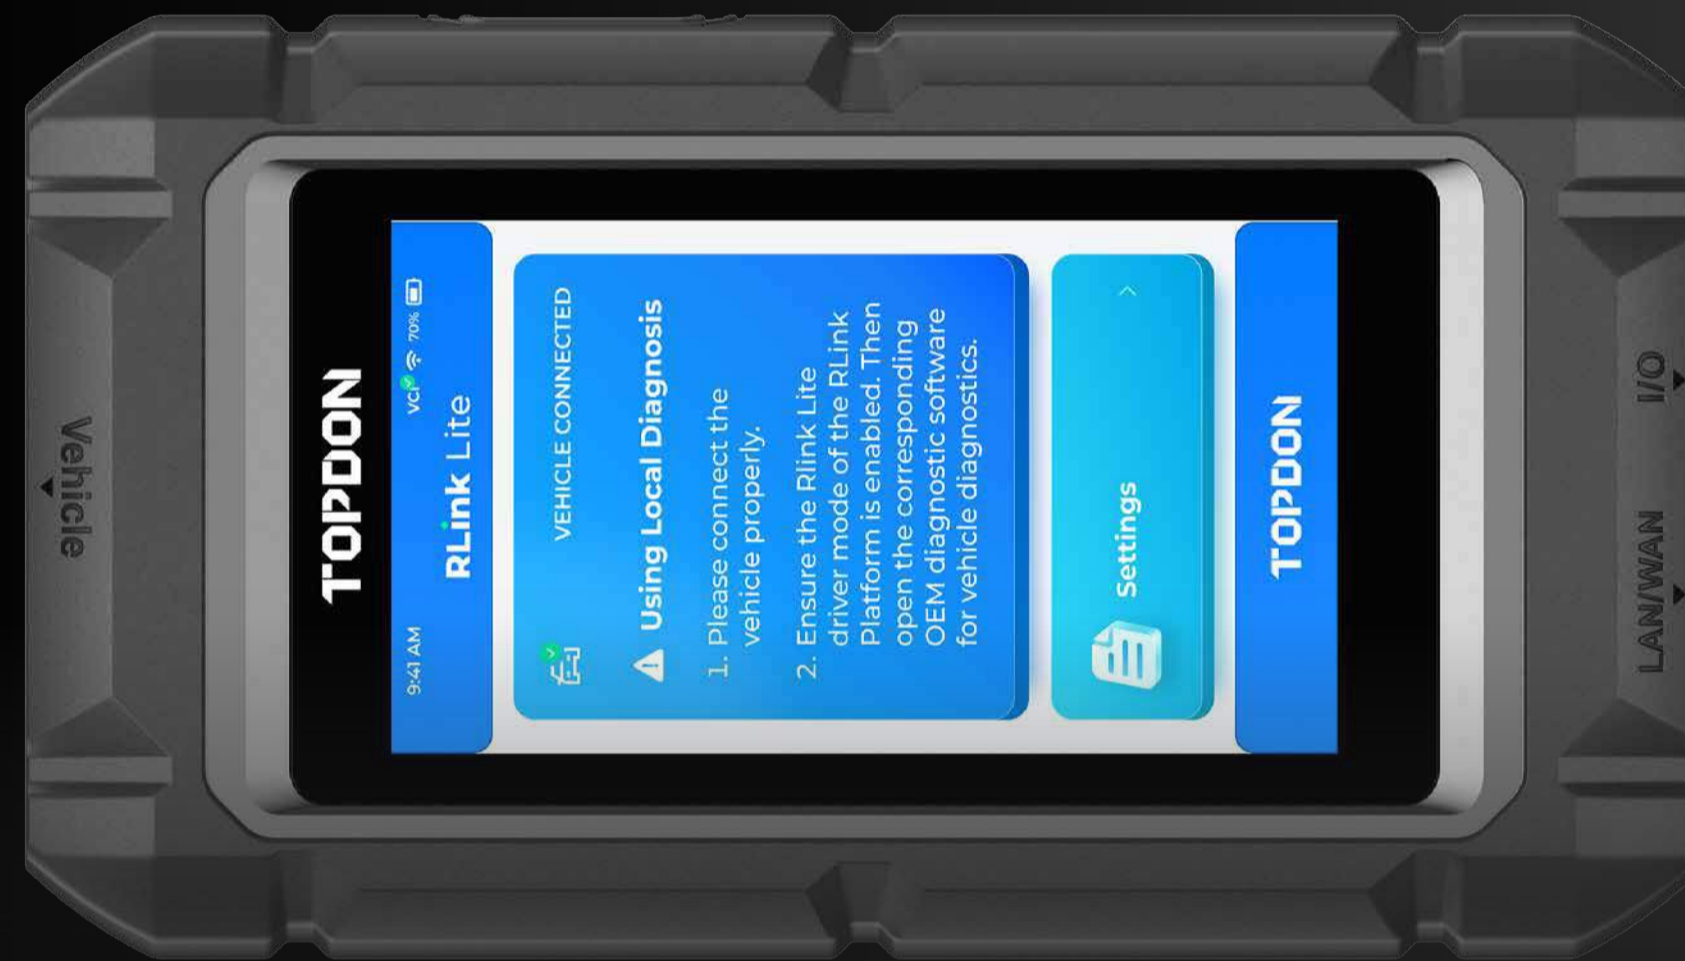 Vehicle
TOPDON
9:41 AM
VCI 70%
RLink Lite
VEHICLE CONNECTED
Using Local Diagnosis
1. Please connect the
vehicle properly.
2. Ensure the Rlink Lite
driver mode of the RLink
Platform is enabled. Then
open the corresponding
OEM diagnostic software
for vehicle diagnostics.
Settings
TOPDON
LAN/WAN
I/O